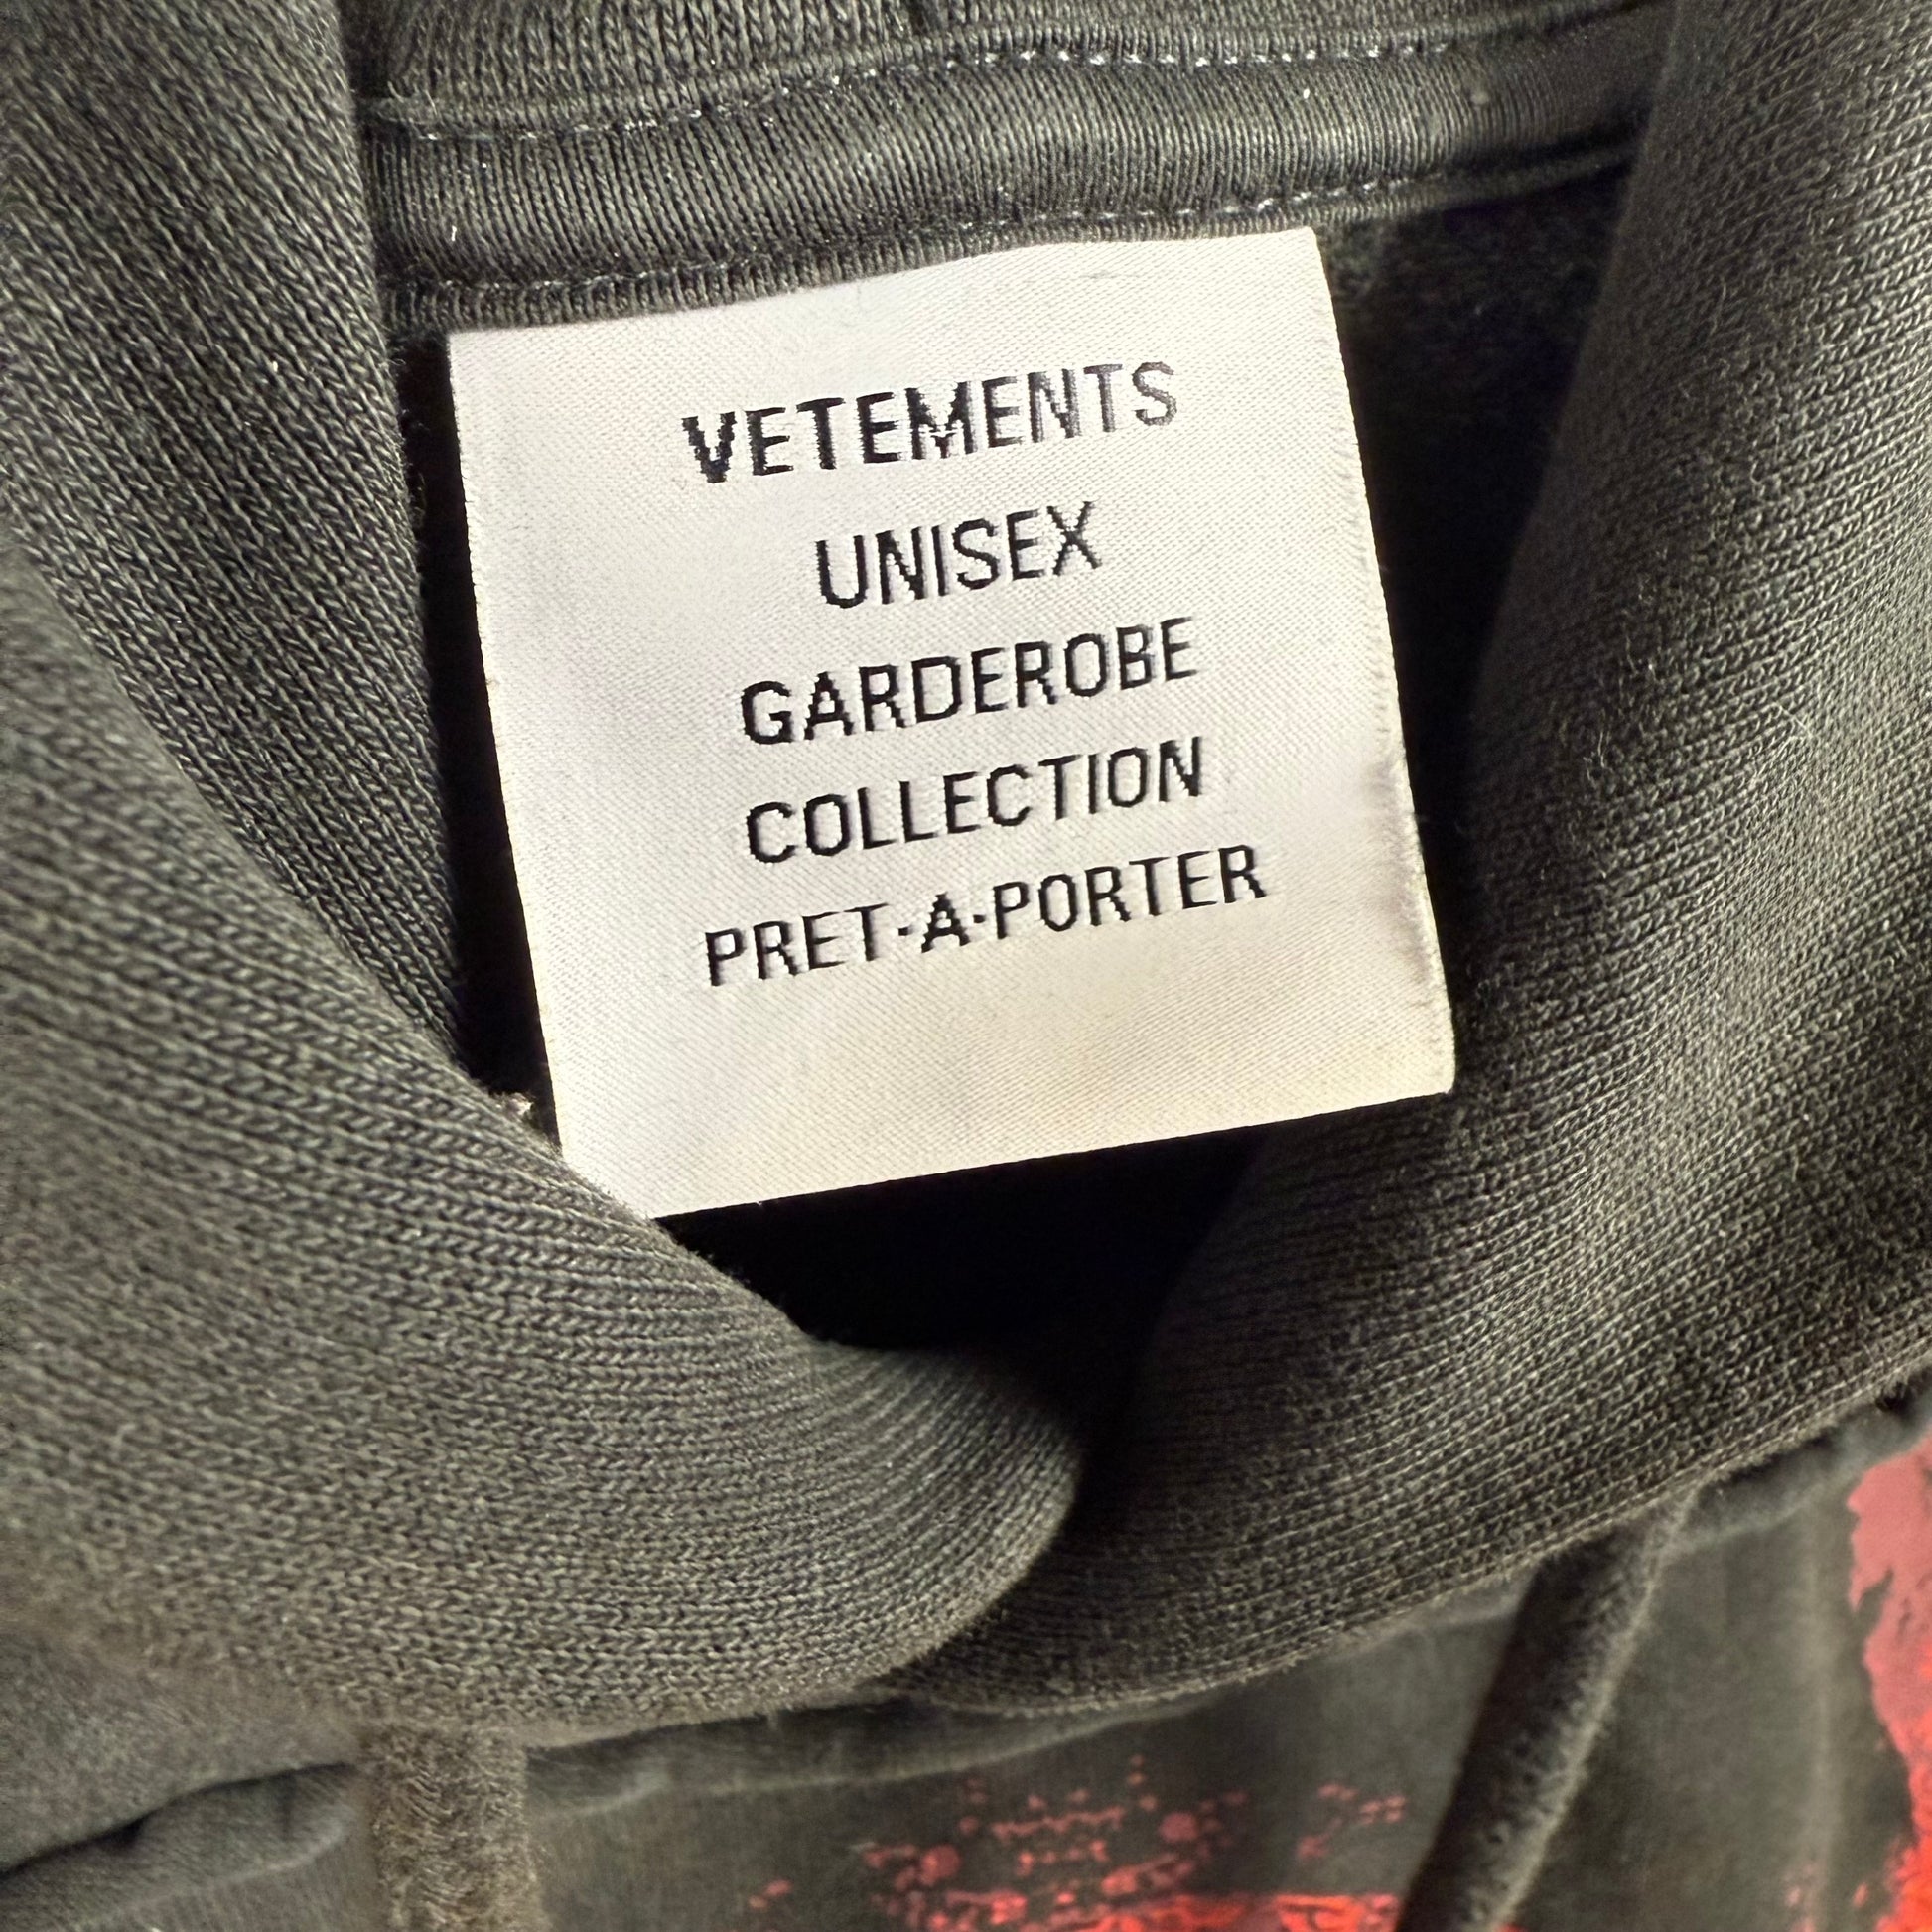 VETEMENTS
UNISEX
GARDEROBE
COLLECTION
PRET-A-PORTER